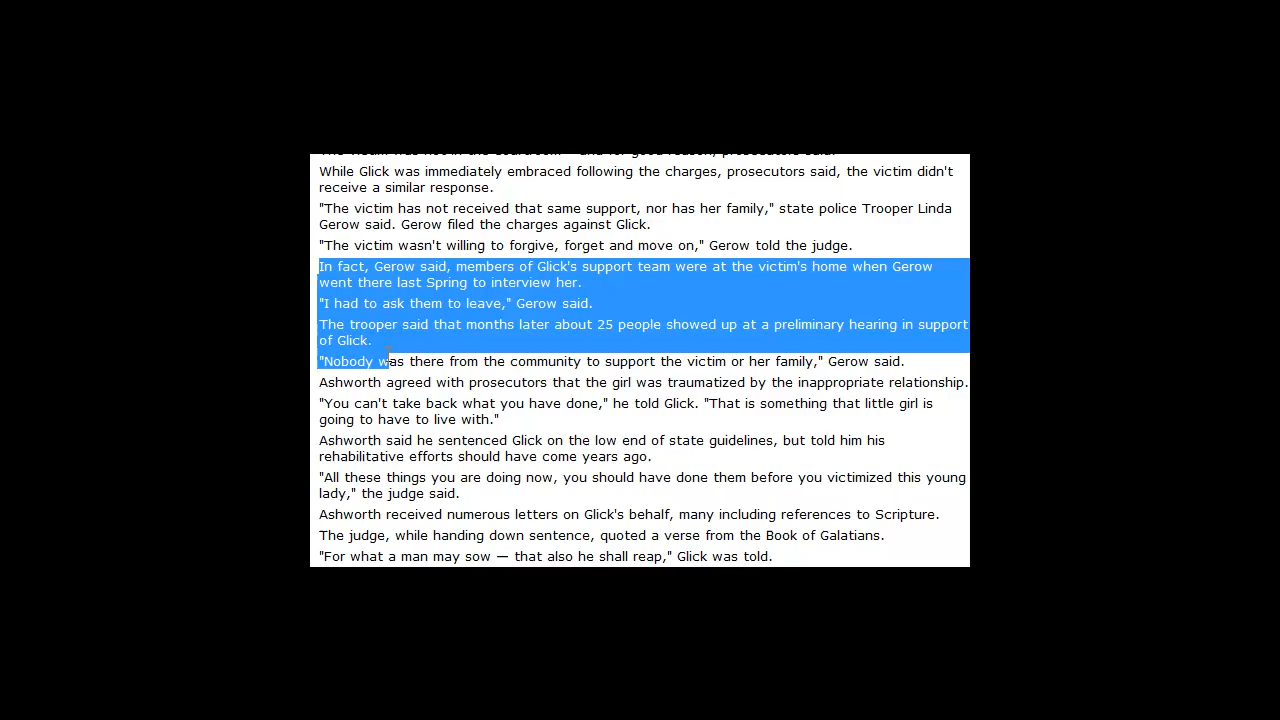 While Glick was immediately embraced following the charges, prosecutors said, the victim didn't
receive a similar response.
"The victim has not received that same support, nor has her family," state police Trooper Linda
Gerow said. Gerow filed the charges against Glick.
"The victim wasn't willing to forgive, forget and move on," Gerow told the judge.
In fact, Gerow said, members of Glick's support team were at the victim's home when Gerow
went there last Spring to interview her.
"I had to ask them to leave," Gerow said.
The trooper said that months later about 25 people showed up at a preliminary hearing in support
of Glick.
"Nobody was there from the community to support the victim or her family," Gerow said.
Ashworth agreed with prosecutors that the girl was traumatized by the inappropriate relationship.
"You can't take back what you have done," he told Glick. "That is something that little girl is
going to have to live with."
Ashworth said he sentenced Glick on the low end of state guidelines, but told him his
rehabilitative efforts should have come years ago.
"All these things you are doing now, you should have done them before you victimized this young
lady," the judge said.
Ashworth received numerous letters on Glick's behalf, many including references to Scripture.
The judge, while handing down sentence, quoted a verse from the Book of Galatians.
"For what a man may sow — that also he shall reap," Glick was told.